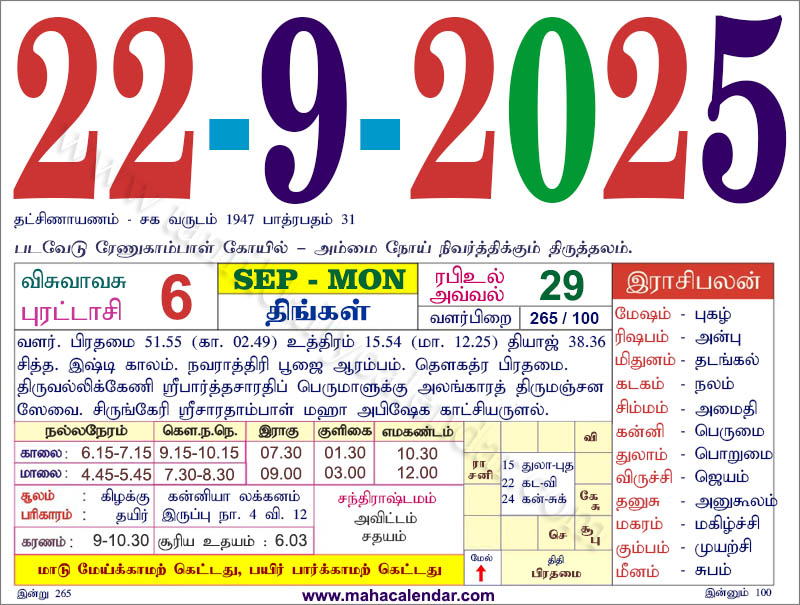 22-9-2025
தட்சிணாயணம் - சக வருடம் 1947 பாத்ரபதம் 31
படவேடு ரேணுகாம்பாள் கோயில் – அம்மை நோய் நிவர்த்திக்கும் திருத்தலம்.
விசுவாவசு
புரட்டாசி 6
SEP - MON
திங்கள்
ரபிஉல்
அவ்வல் 29
வளர்பிறை 265 / 100
வளர். பிரதமை 51.55 (கா. 02.49) உத்திரம் 15.54 (மா. 12.25) தியாஜ் 38.36
சித்த. இஷ்டி காலம். நவராத்திரி பூஜை ஆரம்பம். தௌகத்ர பிரதமை.
திருவல்லிக்கேணி ஸ்ரீபார்த்தசாரதிப் பெருமாளுக்கு அலங்காரத் திருமஞ்சன
ஸேவை. சிருங்கேரி ஸ்ரீசாரதாம்பாள் மஹா அபிஷேக காட்சியருளல்.
நல்லநேரம் கௌ.ந.நெ. இராகு குளிகை எமகண்டம்
காலை: 6.15-7.15 9.15-10.15 07.30 01.30 10.30
மாலை: 4.45-5.45 7.30-8.30 09.00 03.00 12.00
சூலம் : கிழக்கு
பரிகாரம் : தயிர்
கன்னியா லக்கனம்
இருப்பு நா. 4 வி. 12
சந்திராஷ்டமம்
அவிட்டம்
சதயம்
கரணம் : 9-10.30 சூரிய உதயம் : 6.03
மாடு மேய்க்காமற் கெட்டது, பயிர் பார்க்காமற் கெட்டது
வி
ரா
சனி
15 துலா-புத
22 கட-வி
24 கன்-சுக்
கே
சு
செ
சூ
பு
மேல்
திதி
பிரதமை
இராசிபலன்
மேஷம் - புகழ்
ரிஷபம் - அன்பு
மிதுனம் - தடங்கல்
கடகம் - நலம்
சிம்மம் - அமைதி
கன்னி - பெருமை
துலாம் - பொறுமை
விருச்சி - ஜெயம்
தனுசு - அனுகூலம்
மகரம் - மகிழ்ச்சி
கும்பம் - முயற்சி
மீனம் - சுபம்
இன்று 265
www.mahacalendar.com
இன்னும் 100